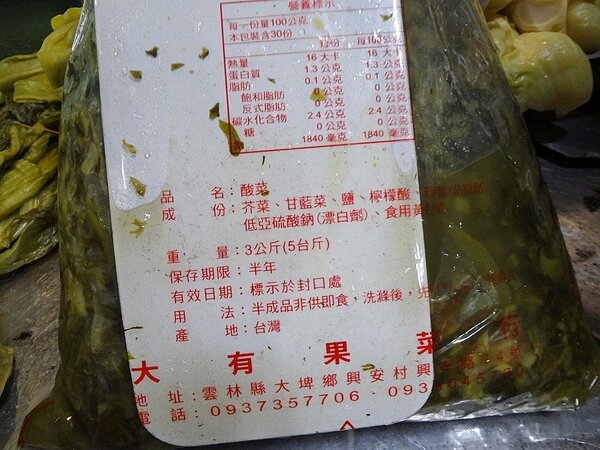 營養標示
每一份量100公克
本包裝含30份
每份 每100公克
熱量 16 大卡 16 大卡
蛋白質 1.3 公克 1.3 公克
脂肪 0.1 公克 0.1 公克
飽和脂肪 0 公克 0 公克
反式脂肪 0 公克 0 公克
碳水化合物 2.4 公克 2.4 公克
糖 0 公克 0 公克
1840 毫克 1840 毫克
品 名：酸菜
成 份：芥菜、甘藍菜、鹽、檸檬酸、
低亞硫酸鈉(漂白劑)、食用黃
重 量：3公斤(5台斤)
保存期限：半年
有效日期：標示於封口處
用 法：半成品非供即食，洗滌後，先
產 地：台灣
大有果菜行
地址：雲林縣大埤鄉興安村興
電話：0937357706·093